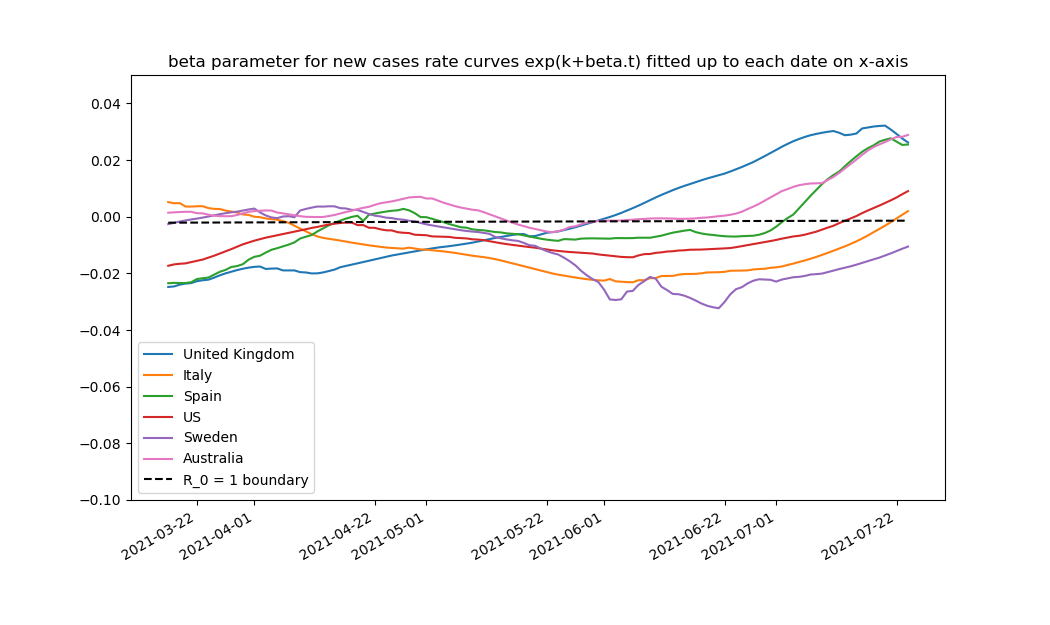 beta parameter for new cases rate curves exp(k+beta.t) fitted up to each date on x-axis
0.04
0.02
0.00
−0.02
−0.04
−0.06
−0.08
−0.10
United Kingdom
Italy
Spain
US
Sweden
Australia
R_0 = 1 boundary
2021-03-22
2021-04-01
2021-04-22
2021-05-01
2021-05-22
2021-06-01
2021-06-22
2021-07-01
2021-07-22